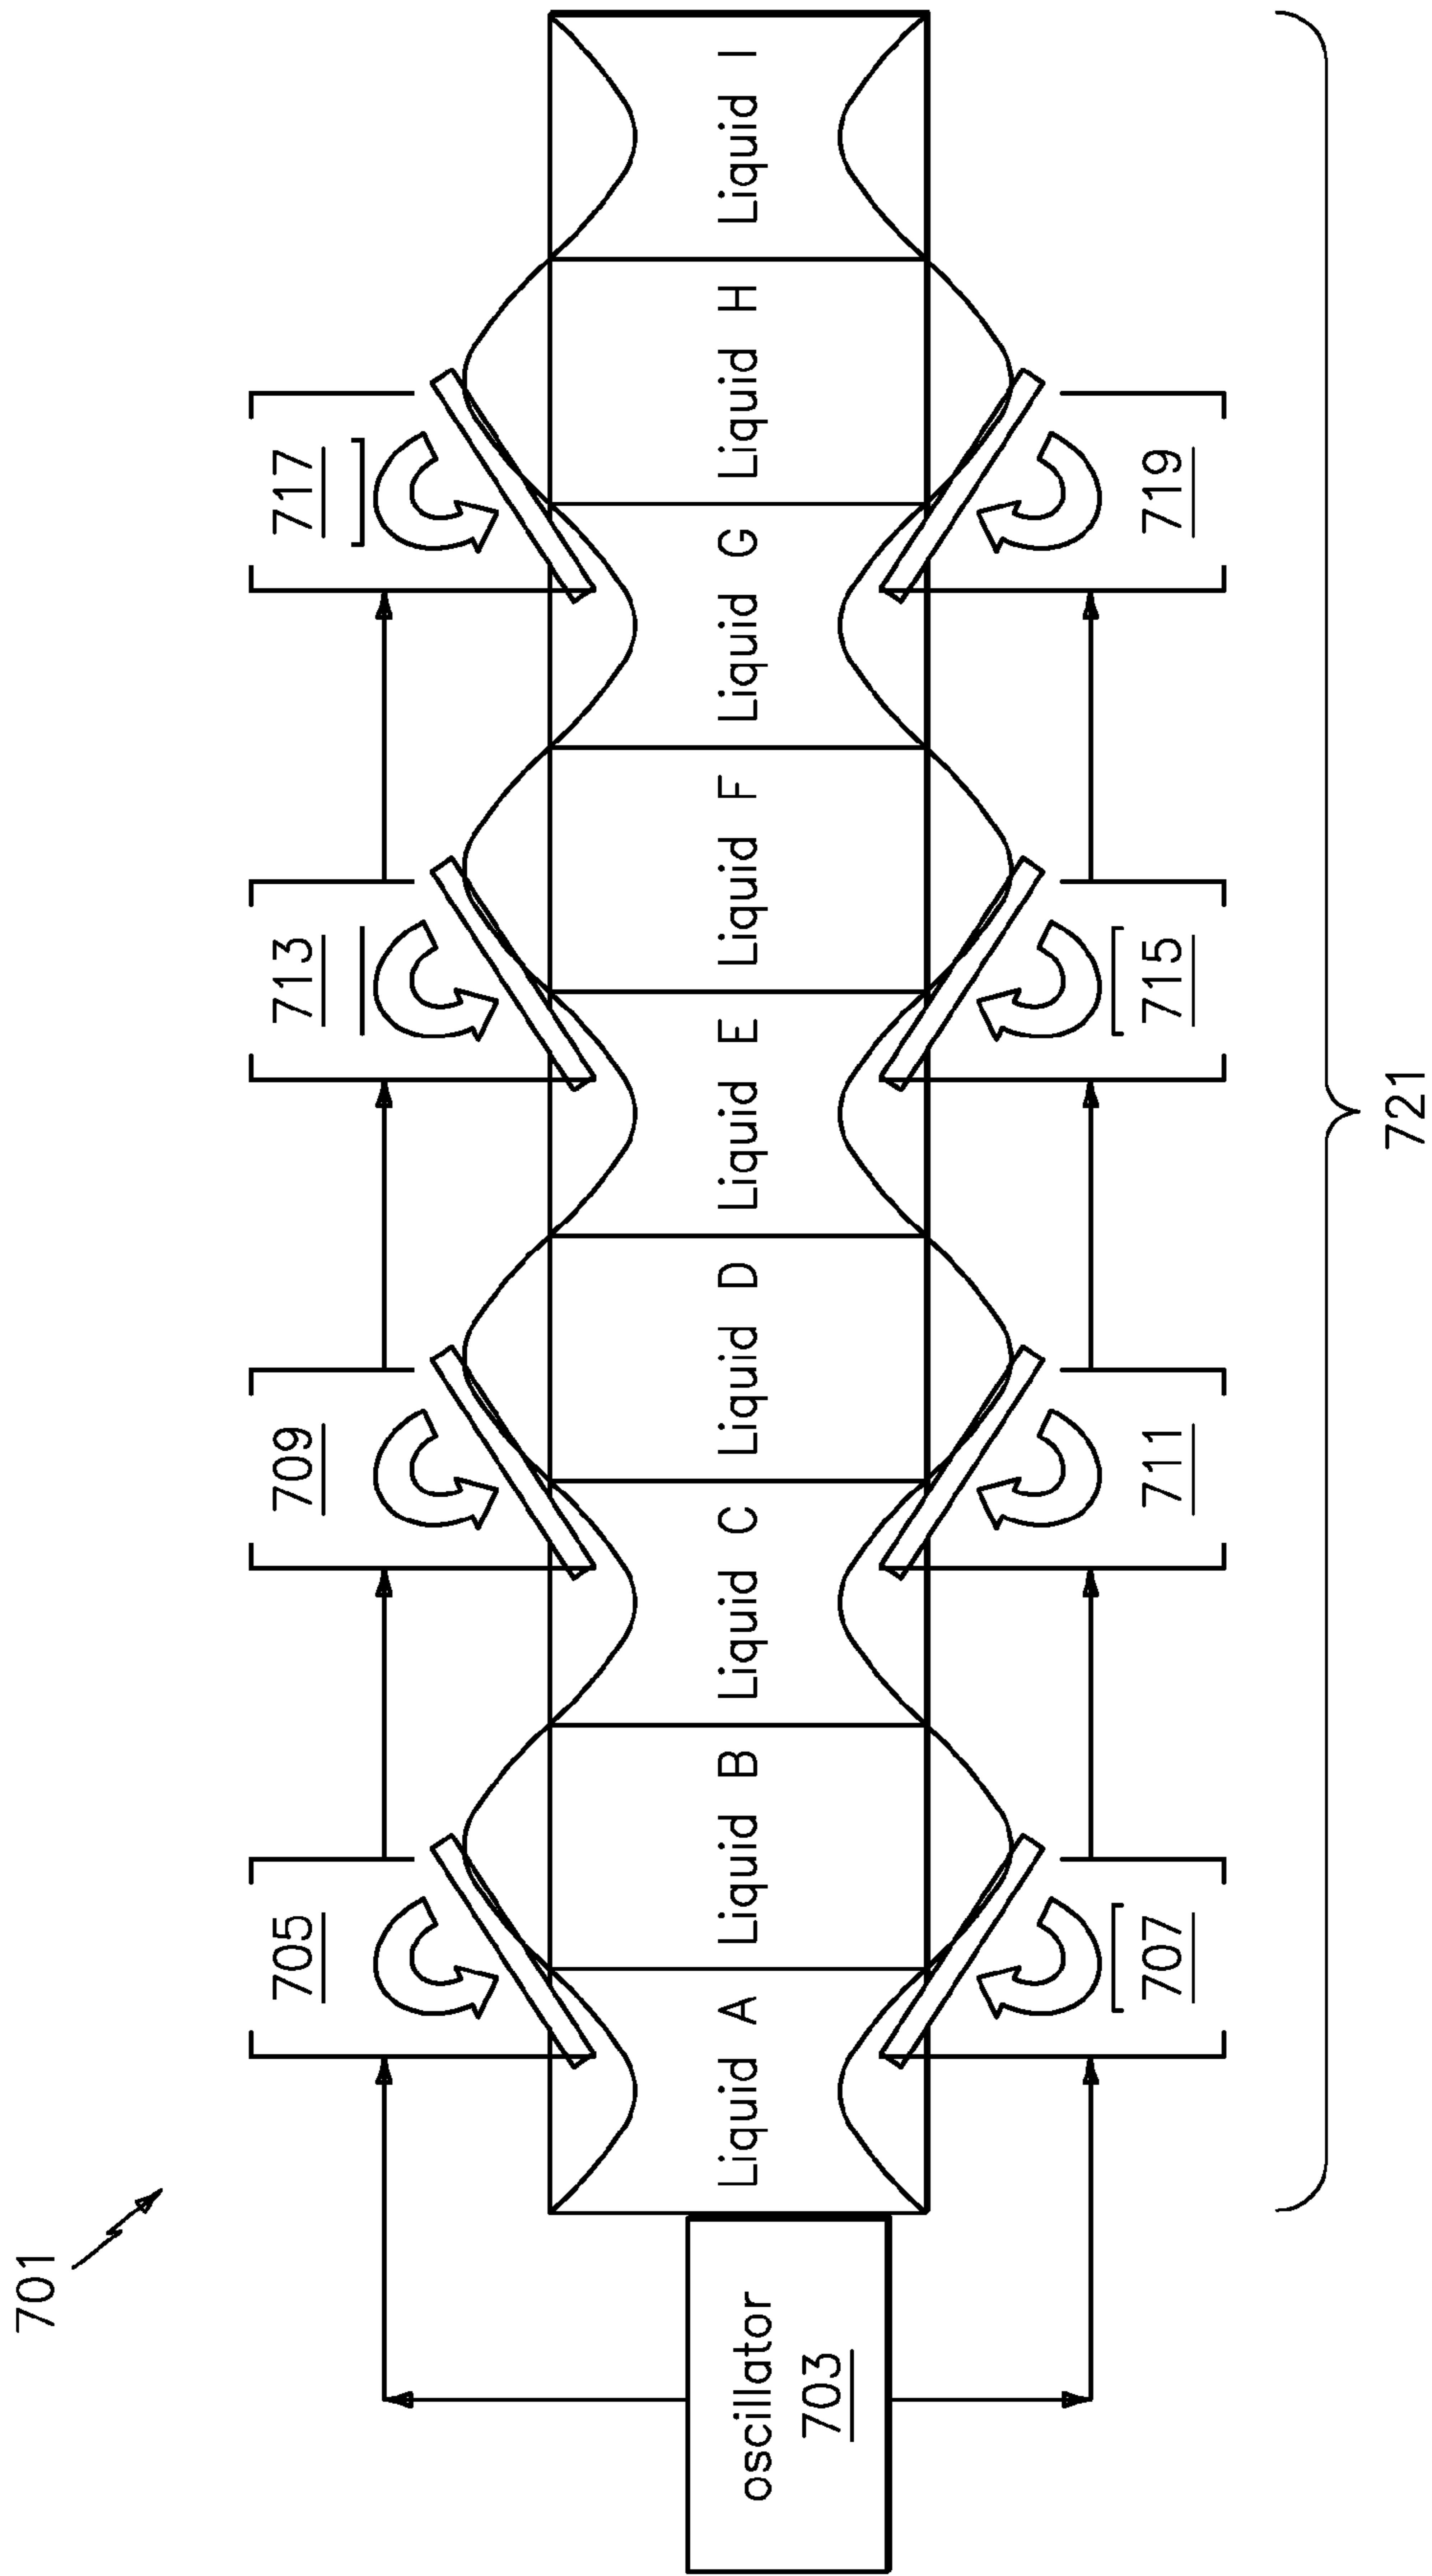 701
705
709
713
717
oscillator
703
Liquid A
Liquid B
Liquid C
Liquid D
Liquid E
Liquid F
Liquid G
Liquid H
Liquid I
707
711
715
719
721